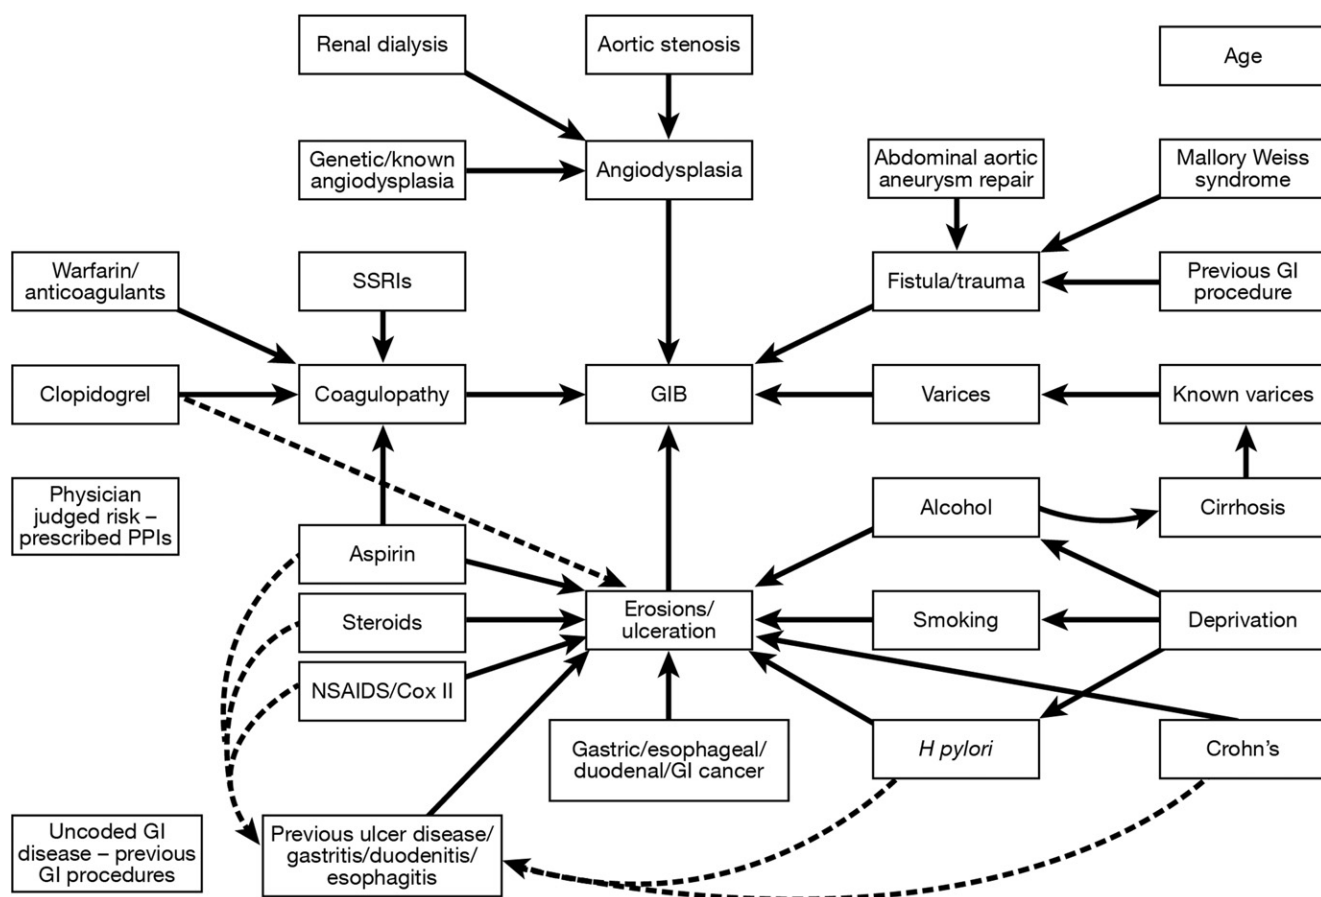 Renal dialysis
Aortic stenosis
Age
Genetic/known
angiodysplasia
Angiodysplasia
Abdominal aortic
aneurysm repair
Mallory Weiss
syndrome
Warfarin/
anticoagulants
SSRIs
Fistula/trauma
Previous GI
procedure
Clopidogrel
Coagulopathy
GIB
Varices
Known varices
Physician
judged risk –
prescribed PPIs
Aspirin
Alcohol
Cirrhosis
Steroids
Erosions/
ulceration
Smoking
Deprivation
NSAIDS/Cox II
Gastric/esophageal/
duodenal/GI cancer
H pylori
Crohn's
Uncoded GI
disease – previous
GI procedures
Previous ulcer disease/
gastritis/duodenitis/
esophagitis